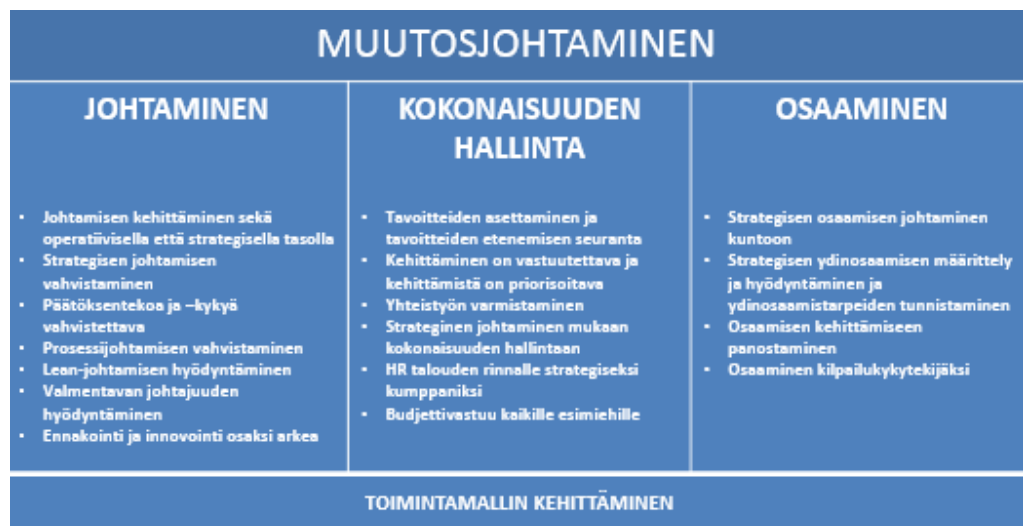 MUUTOSJOHTAMINEN
JOHTAMINEN
• Johtamisen kehittäminen sekä
operatiivisella että strategisella tasolla
• Strategisen johtamisen
vahvistaminen
• Päätöksentekoa ja –kykyä
vahvistettava
• Prosessijohtamisen vahvistaminen
• Lean-johtamisen hyödyntäminen
• Valmentavan johtajuuden
hyödyntäminen
• Ennakointi ja innovointi osaksi arkea
KOKONAISUUDEN
HALLINTA
• Tavoitteiden asettaminen ja
tavoitteiden etenemisen seuranta
• Kehittäminen on vastuutettava ja
kehittämistä on priorisoitava
• Yhteistyön varmistaminen
• Strateginen johtaminen mukaan
kokonaisuuden hallintaan
• HR talouden rinnalle strategiseksi
kumppaniksi
• Budjettivastuu kaikille esimiehille
OSAAMINEN
• Strategisen osaamisen johtaminen
kuntoon
• Strategisen ydinosaamisen määrittely
ja hyödyntäminen ja
ydinosaamistarpeiden tunnistaminen
• Osaamisen kehittämiseen
panostaminen
• Osaaminen kilpailukykytekijäksi
TOIMINTAMALLIN KEHITTÄMINEN